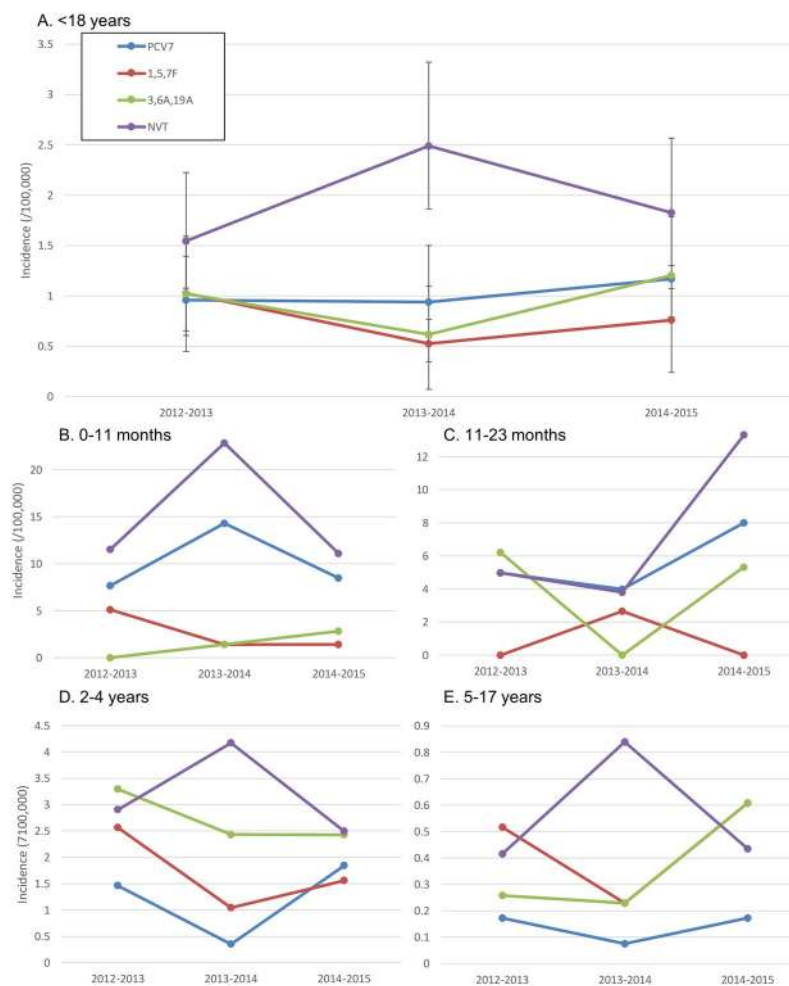 A. <18 years
3.5
PCV7
1,5,7F
3,6A,19A
NVT
3
2.5
2
1.5
1
0.5
0
Incidence (/100,000)
2012-2013 2013-2014 2014-2015
B. 0-11 months
20
15
10
5
0
Incidence (/100,000)
2012-2013 2013-2014 2014-2015
C. 11-23 months
12
10
8
6
4
2
0
2012-2013 2013-2014 2014-2015
D. 2-4 years
4.5
4
3.5
3
2.5
2
1.5
1
0.5
0
Incidence (7100,000)
2012-2013 2013-2014 2014-2015
E. 5-17 years
0.9
0.8
0.7
0.6
0.5
0.4
0.3
0.2
0.1
0
2012-2013 2013-2014 2014-2015